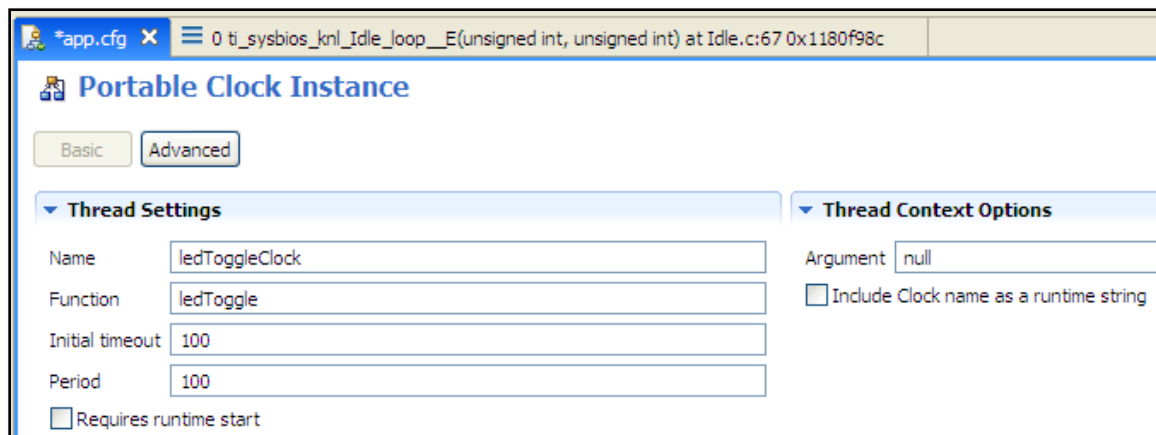 *app.cfg
0 ti_sysbios_knl_Idle_loop__E(unsigned int, unsigned int) at Idle.c:67 0x1180f98c
Portable Clock Instance
Basic Advanced
Thread Settings
Name ledToggleClock
Function ledToggle
Initial timeout 100
Period 100
Requires runtime start
Thread Context Options
Argument null
Include Clock name as a runtime string